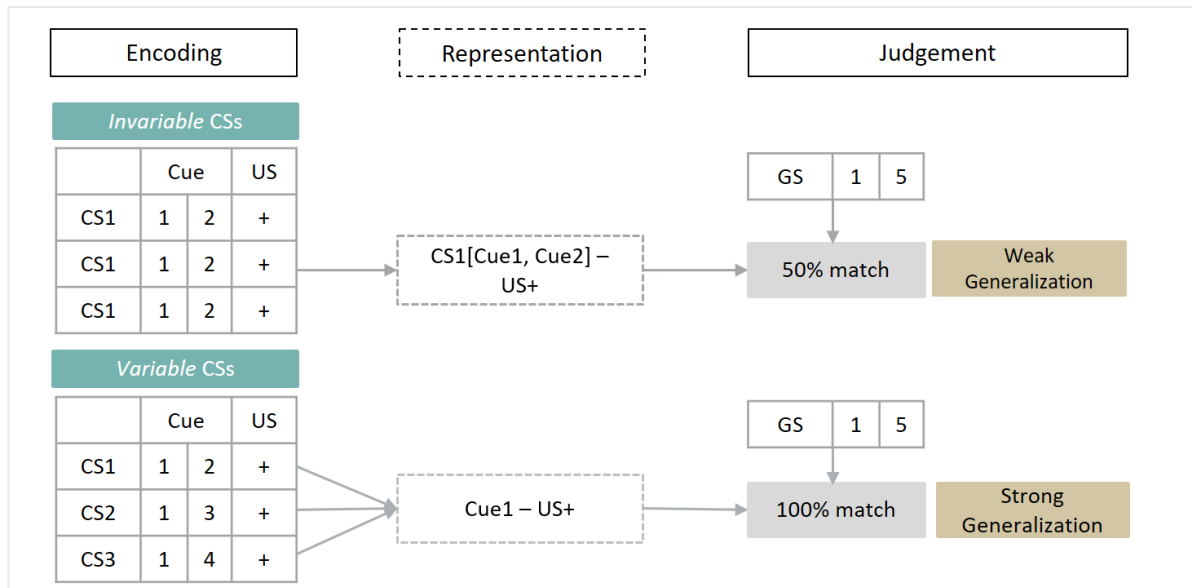 Encoding
Representation
Judgement
Invariable CSs
Cue US
CS1 1 2 +
CS1 1 2 +
CS1 1 2 +
CS1[Cue1, Cue2] –
US+
GS 1 5
50% match
Weak
Generalization
Variable CSs
Cue US
CS1 1 2 +
CS2 1 3 +
CS3 1 4 +
Cue1 – US+
GS 1 5
100% match
Strong
Generalization